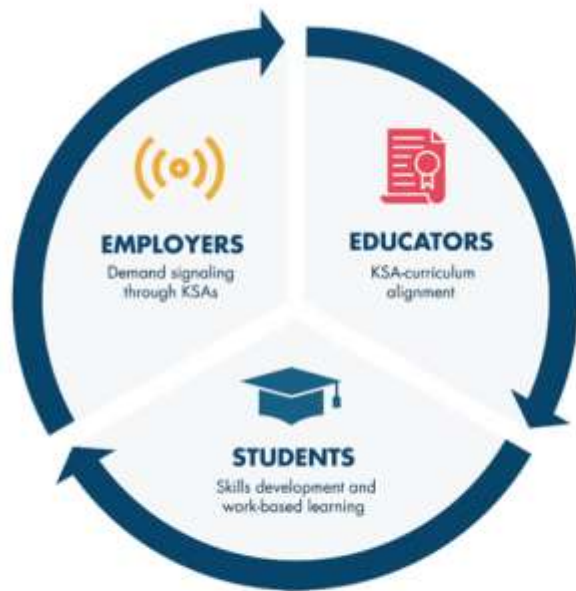 EMPLOYERS
Demand signaling
through KSAs
EDUCATORS
KSA-curriculum
alignment
STUDENTS
Skills development and
work-based learning